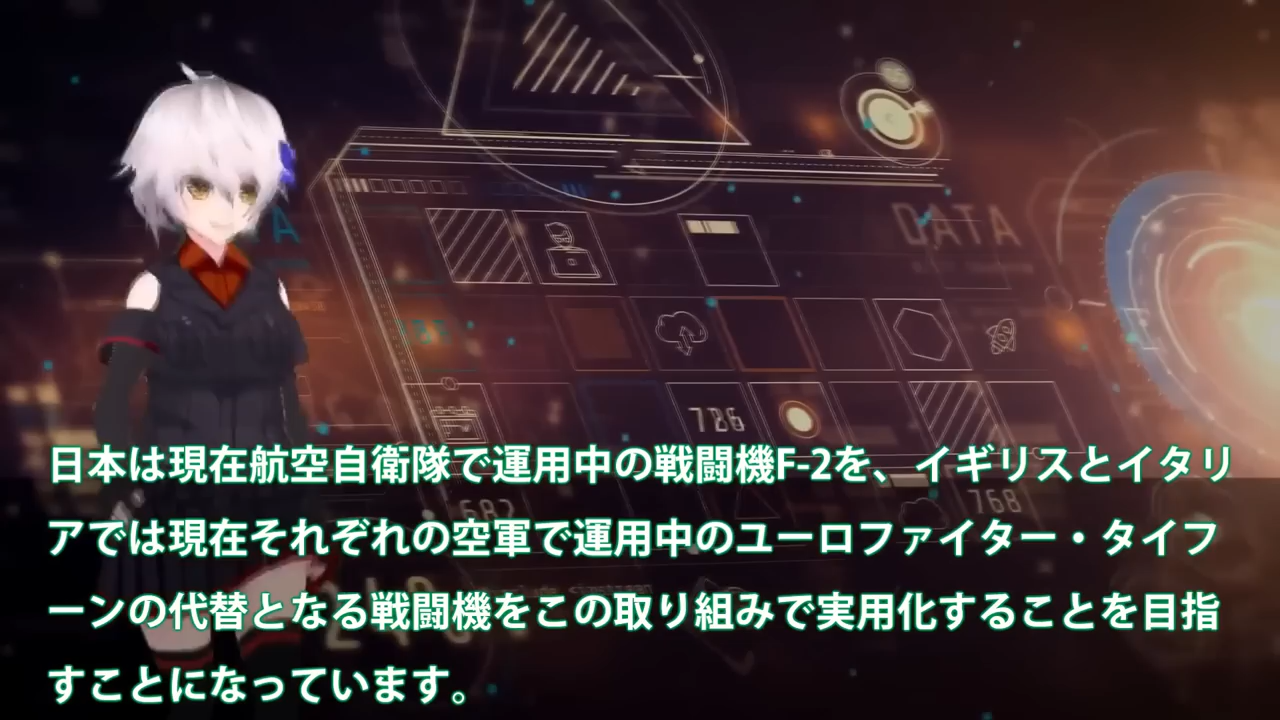 DATA
786
日本は現在航空自衛隊で運用中の戦闘機F-2を、イギリスとイタリ
アでは現在それぞれの空軍で運用中のユーロファイター・タイフ
ーンの代替となる戦闘機をこの取り組みで実用化することを目指
すことになっています。
682
768